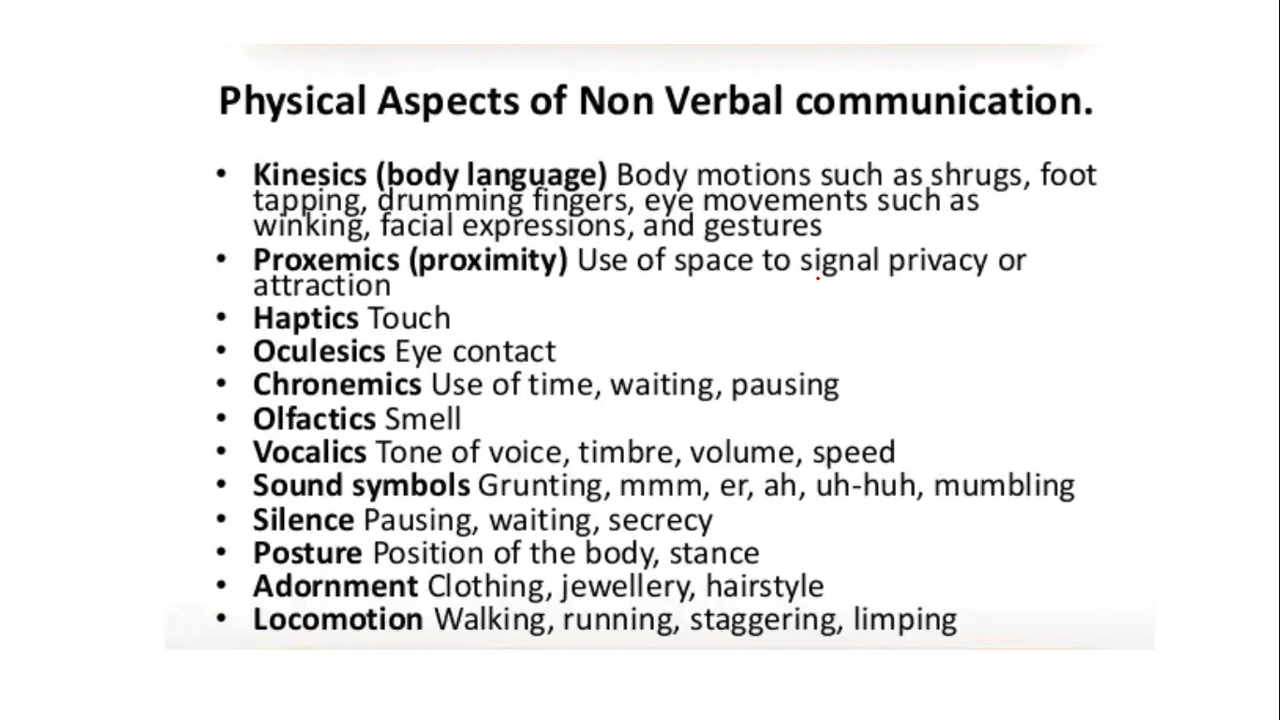 Physical Aspects of Non Verbal communication.
• Kinesics (body language) Body motions such as shrugs, foot
tapping, drumming fingers, eye movements such as
winking, facial expressions, and gestures
• Proxemics (proximity) Use of space to signal privacy or
attraction
• Haptics Touch
• Oculesics Eye contact
• Chronemics Use of time, waiting, pausing
• Olfactics Smell
• Vocalics Tone of voice, timbre, volume, speed
• Sound symbols Grunting, mmm, er, ah, uh-huh, mumbling
• Silence Pausing, waiting, secrecy
• Posture Position of the body, stance
• Adornment Clothing, jewellery, hairstyle
• Locomotion Walking, running, staggering, limping